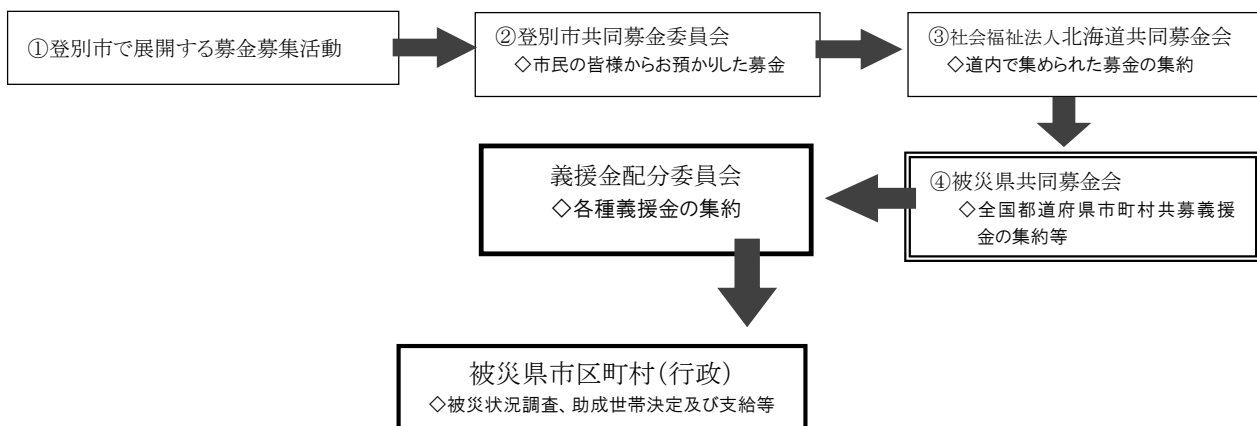 ①登別市で展開する募金募集活動
②登別市共同募金委員会
◇市民の皆様からお預かりした募金
③社会福祉法人北海道共同募金会
◇道内で集められた募金の集約
④被災県共同募金会
◇全国都道府県市町村共募義援
金の集約等
義援金配分委員会
◇各種義援金の集約
被災県市区町村(行政)
◇被災状況調査、助成世帯決定及び支給等